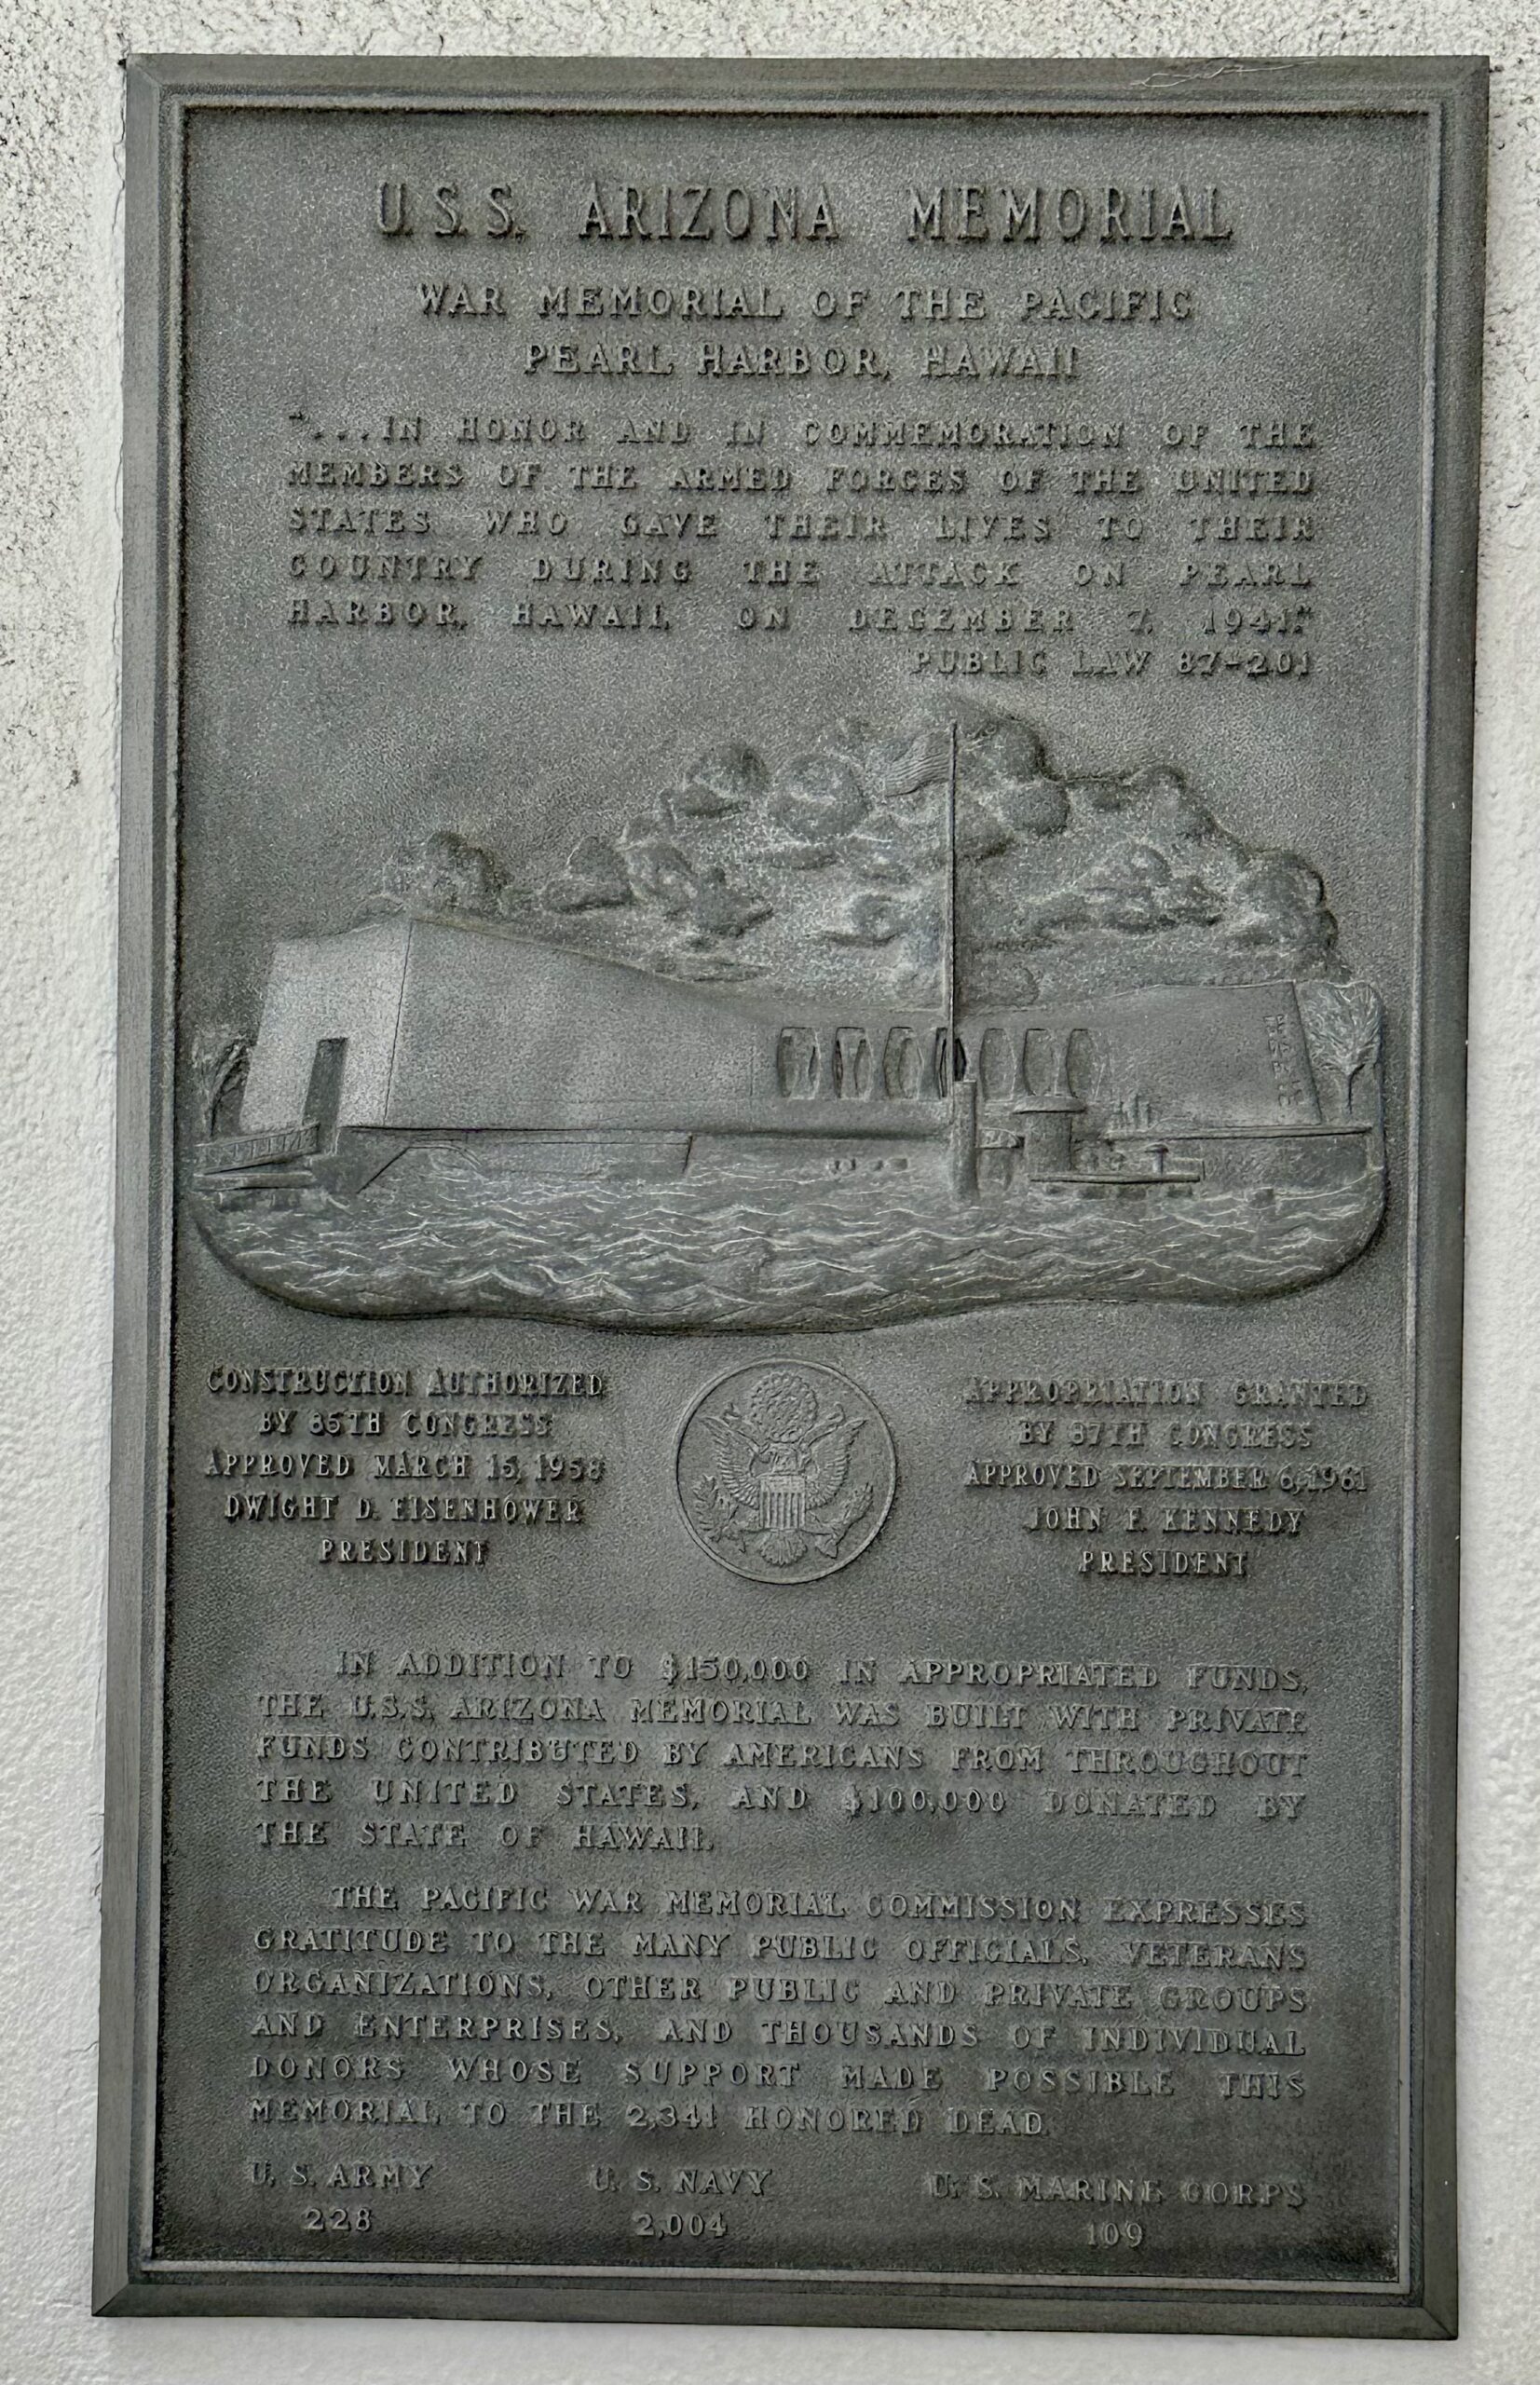 U.S.S. ARIZONA MEMORIAL
WAR MEMORIAL OF THE PACIFIC
PEARL HARBOR, HAWAII
"...IN HONOR AND IN COMMEMORATION OF THE
MEMBERS OF THE ARMED FORCES OF THE UNITED
STATES WHO GAVE THEIR LIVES TO THEIR
COUNTRY DURING THE ATTACK ON PEARL
HARBOR, HAWAII, ON DECEMBER 7, 1941."
PUBLIC LAW 87-201
CONSTRUCTION AUTHORIZED
BY 85TH CONGRESS
APPROVED MARCH 15, 1958
DWIGHT D. EISENHOWER
PRESIDENT
APPROPRIATION GRANTED
BY 87TH CONGRESS
APPROVED SEPTEMBER 6, 1961
JOHN F. KENNEDY
PRESIDENT
IN ADDITION TO $150,000 IN APPROPRIATED FUNDS,
THE U.S.S. ARIZONA MEMORIAL WAS BUILT WITH PRIVATE
FUNDS CONTRIBUTED BY AMERICANS FROM THROUGHOUT
THE UNITED STATES, AND $100,000 DONATED BY
THE STATE OF HAWAII.
THE PACIFIC WAR MEMORIAL COMMISSION EXPRESSES
GRATITUDE TO THE MANY PUBLIC OFFICIALS, VETERANS
ORGANIZATIONS, OTHER PUBLIC AND PRIVATE GROUPS
AND ENTERPRISES, AND THOUSANDS OF INDIVIDUAL
DONORS WHOSE SUPPORT MADE POSSIBLE THIS
MEMORIAL TO THE 2,341 HONORED DEAD.
U. S. ARMY U. S. NAVY U. S. MARINE CORPS
228 2,004 109